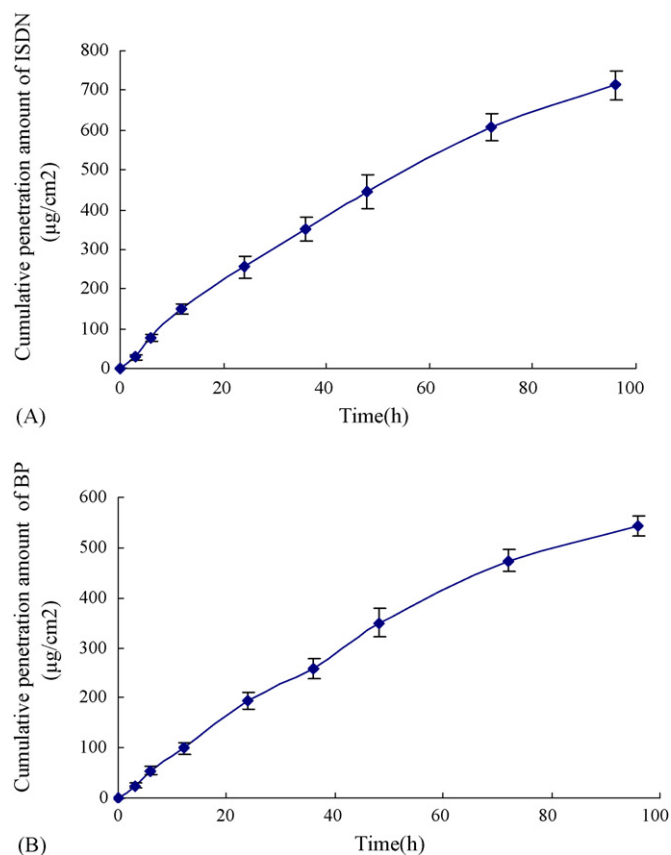 Cumulative penetration amount of ISDN
(μg/cm2)
800
700
600
500
400
300
200
100
0
0 20 40 60 80 100
Time(h)
(A)
Cumulative penetration amount of BP
(μg/cm2)
600
500
400
300
200
100
0
0 20 40 60 80 100
Time(h)
(B)